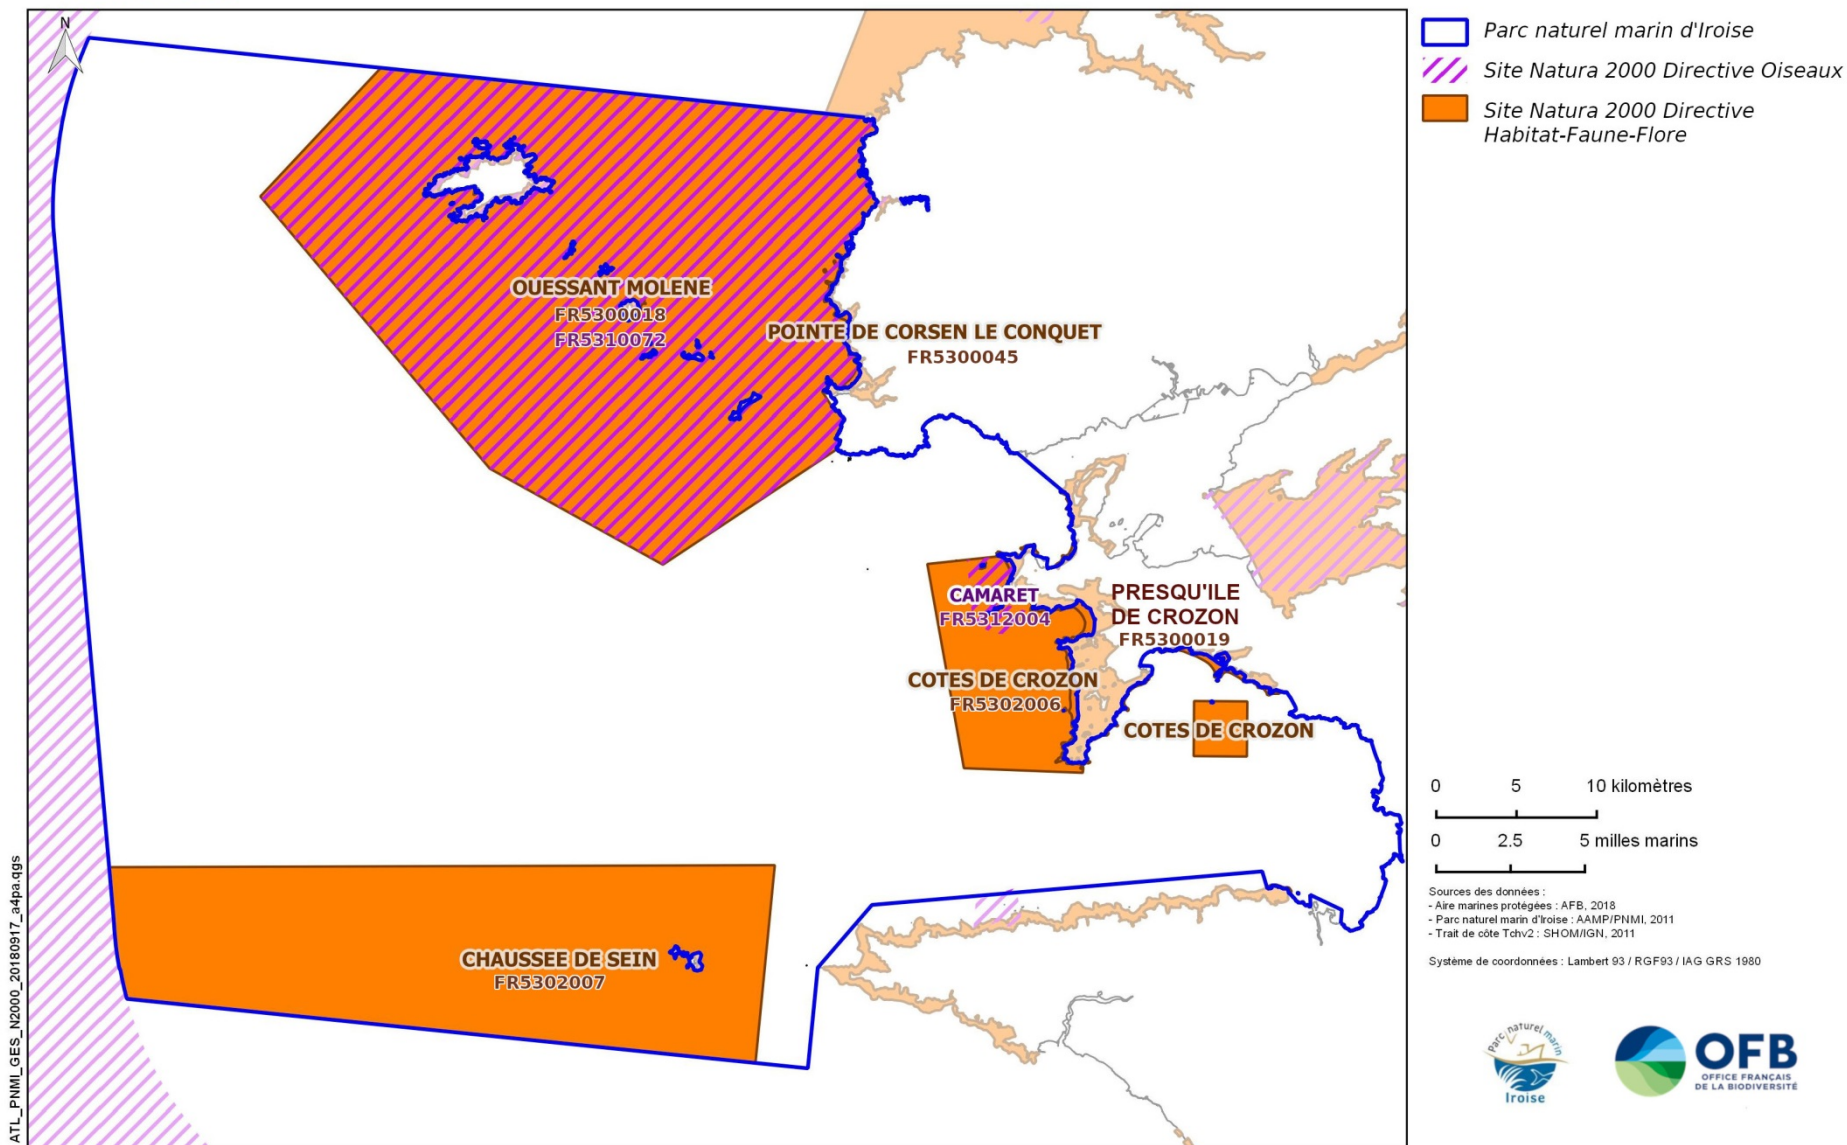 N
Parc naturel marin d'Iroise
Site Natura 2000 Directive Oiseaux
Site Natura 2000 Directive
Habitat-Faune-Flore
OUESSANT MOLENE
FR5300018
FR5310072
POINTE DE CORSEN LE CONQUET
FR5300045
CAMARET
FR5312004
PRESQU'ILE
DE CROZON
FR5300019
COTES DE CROZON
FR5302006
COTES DE CROZON
CHAUSSEE DE SEIN
FR5302007
0 5 10 kilomètres
0 2.5 5 milles marins
Sources des données :
- Aire marines protégées : AFB, 2018
- Parc naturel marin d'Iroise : AAMP/PNMI, 2011
- Trait de côte Tchv2 : SHOM/IGN, 2011
Système de coordonnées : Lambert 93 / RGF93 / IAG GRS 1980
Parc naturel marin
Iroise
OFB
OFFICE FRANÇAIS
DE LA BIODIVERSITÉ
ATL_PNMI_GES_N2000_20180917_a4pa.qgs